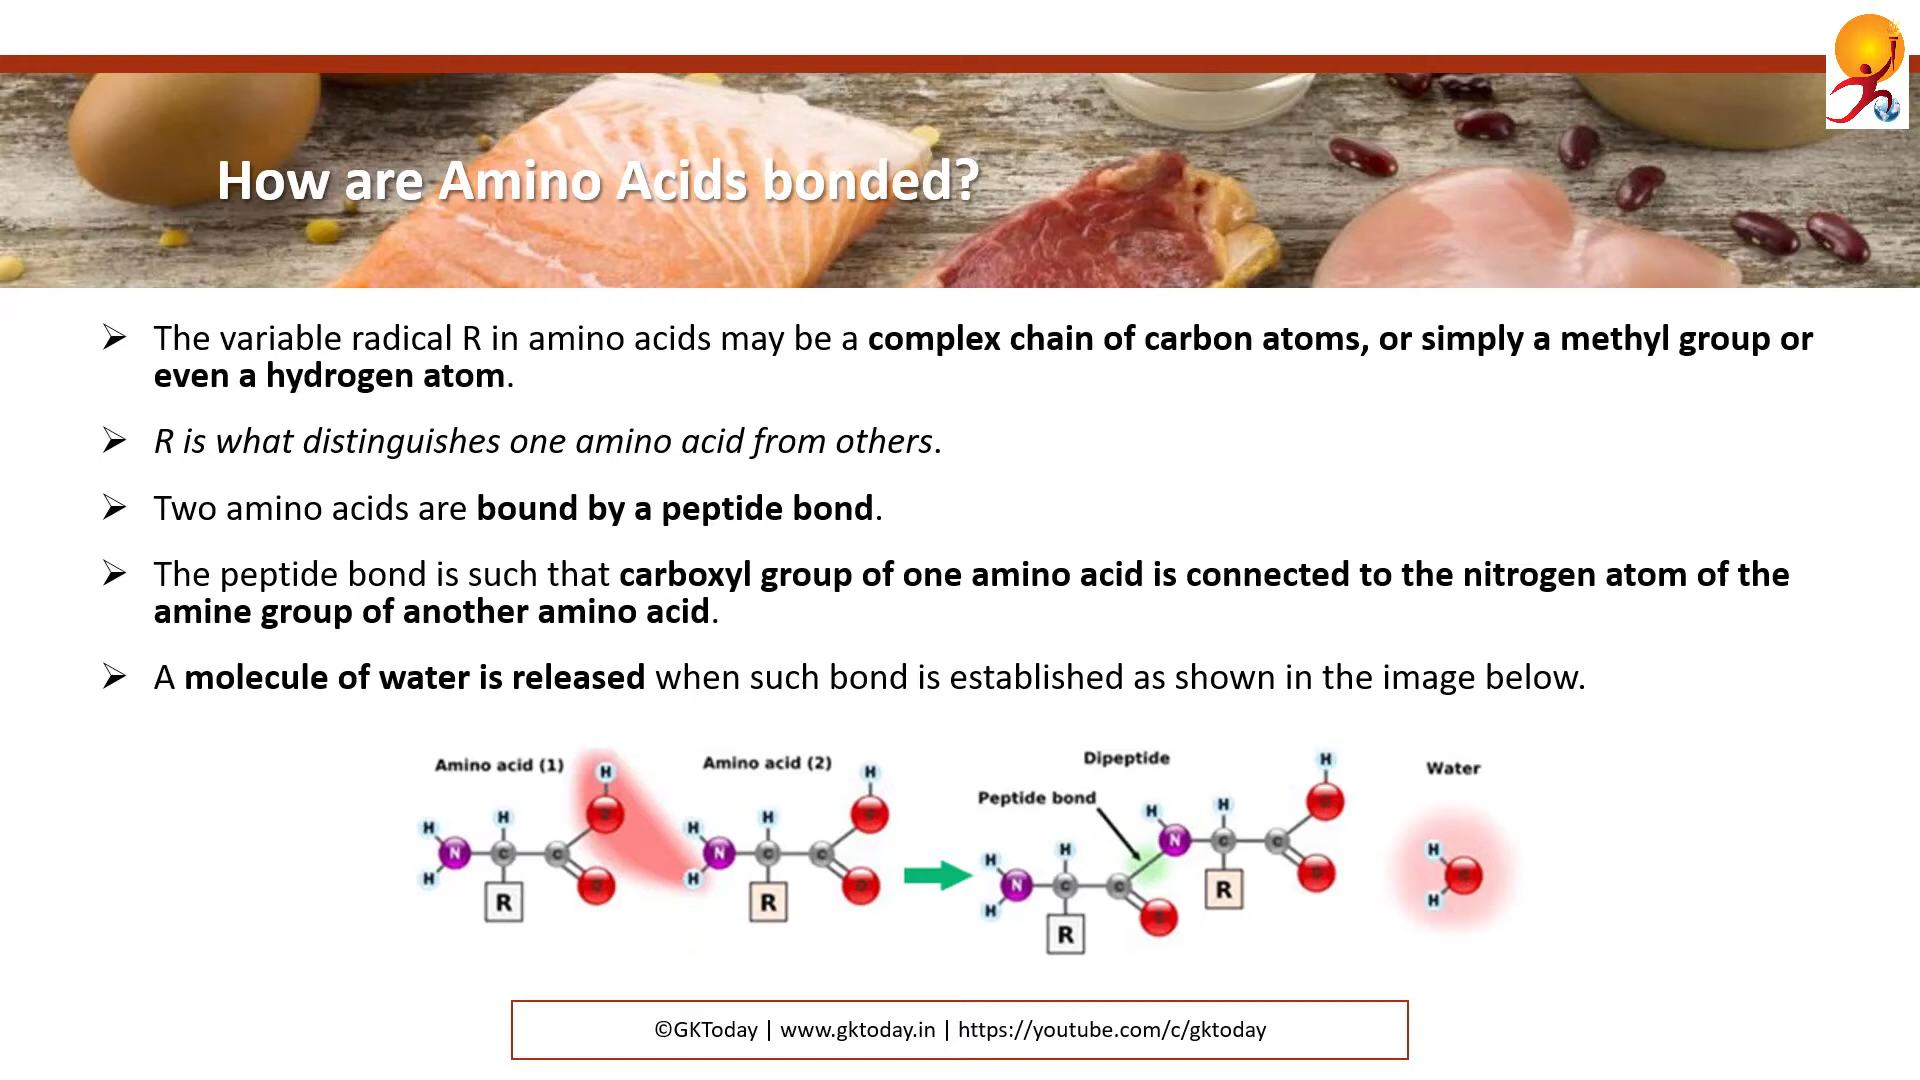 How are Amino Acids bonded?
➢ The variable radical R in amino acids may be a complex chain of carbon atoms, or simply a methyl group or
even a hydrogen atom.
➢ R is what distinguishes one amino acid from others.
➢ Two amino acids are bound by a peptide bond.
➢ The peptide bond is such that carboxyl group of one amino acid is connected to the nitrogen atom of the
amine group of another amino acid.
➢ A molecule of water is released when such bond is established as shown in the image below.
Amino acid (1)
H
H
H
N
C
C
O
O
H
R
Amino acid (2)
H
H
H
N
C
C
O
O
H
R
Dipeptide
Peptide bond
H
H
H
N
C
C
O
O
R
H
H
H
N
C
C
O
O
H
R
Water
H
O
H
©GKToday | www.gktoday.in | https://youtube.com/c/gktoday